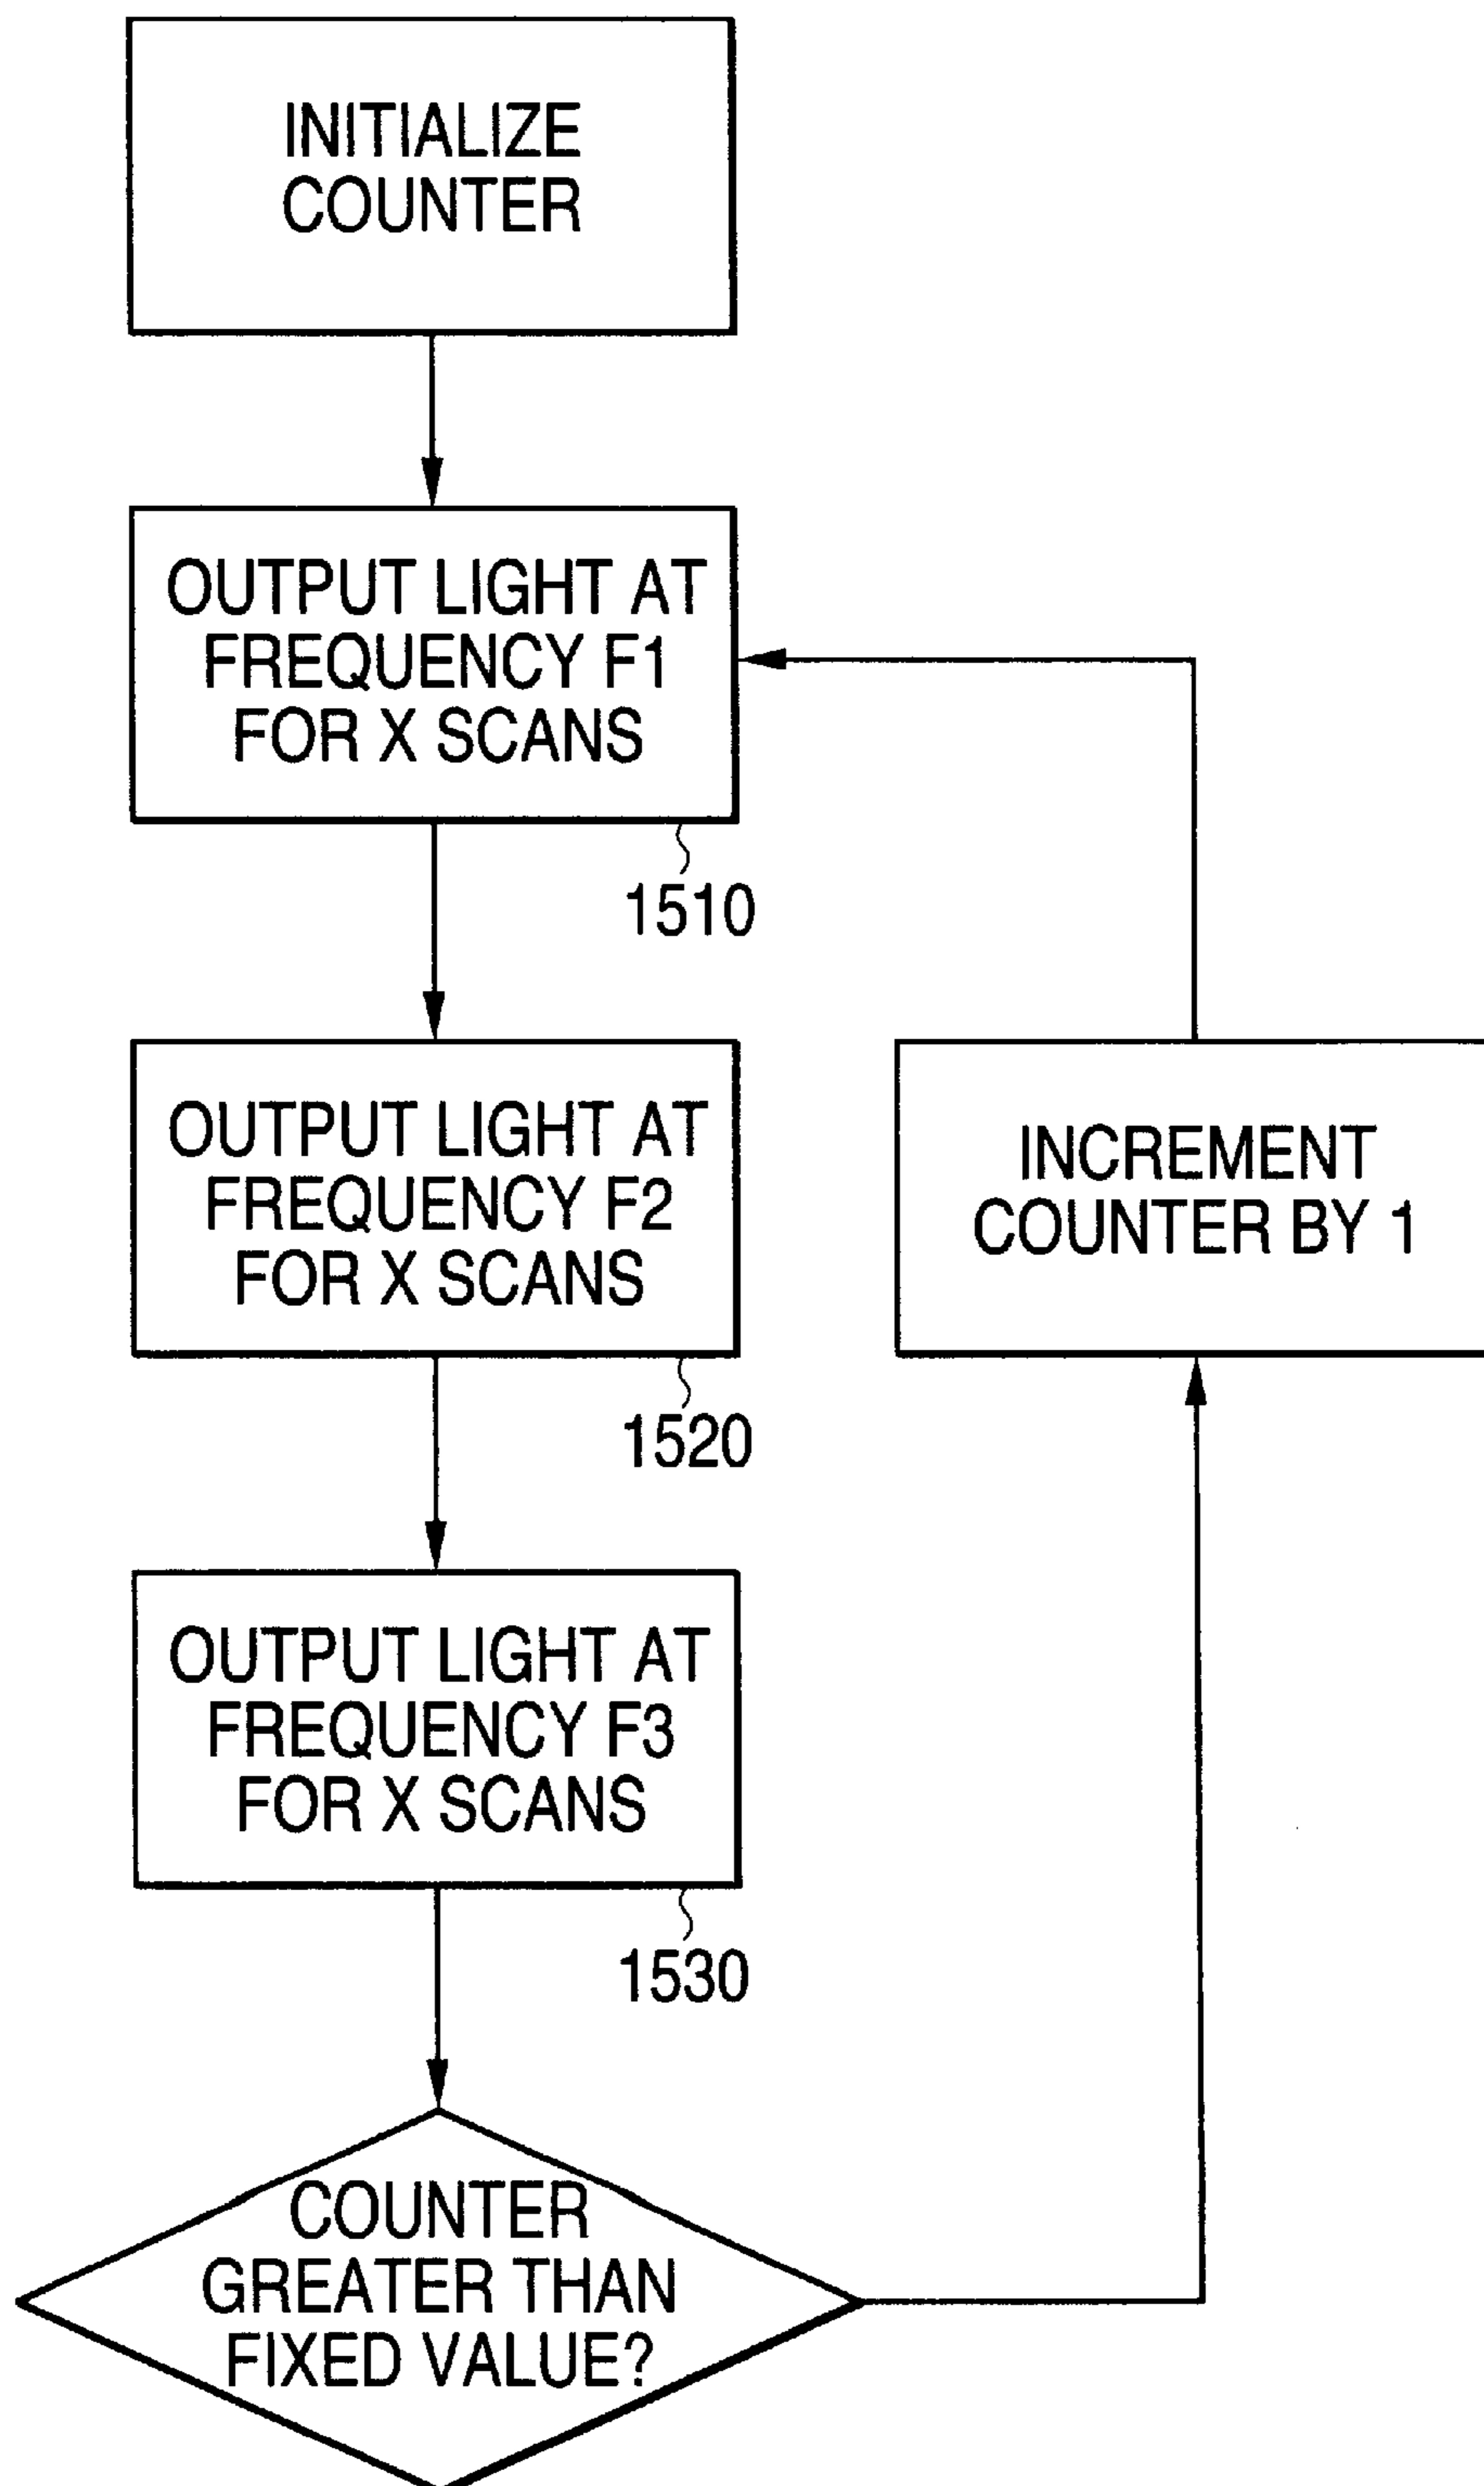 INITIALIZE
COUNTER
OUTPUT LIGHT AT
FREQUENCY F1
FOR X SCANS
1510
OUTPUT LIGHT AT
FREQUENCY F2
FOR X SCANS
1520
INCREMENT
COUNTER BY 1
OUTPUT LIGHT AT
FREQUENCY F3
FOR X SCANS
1530
COUNTER
GREATER THAN
FIXED VALUE?